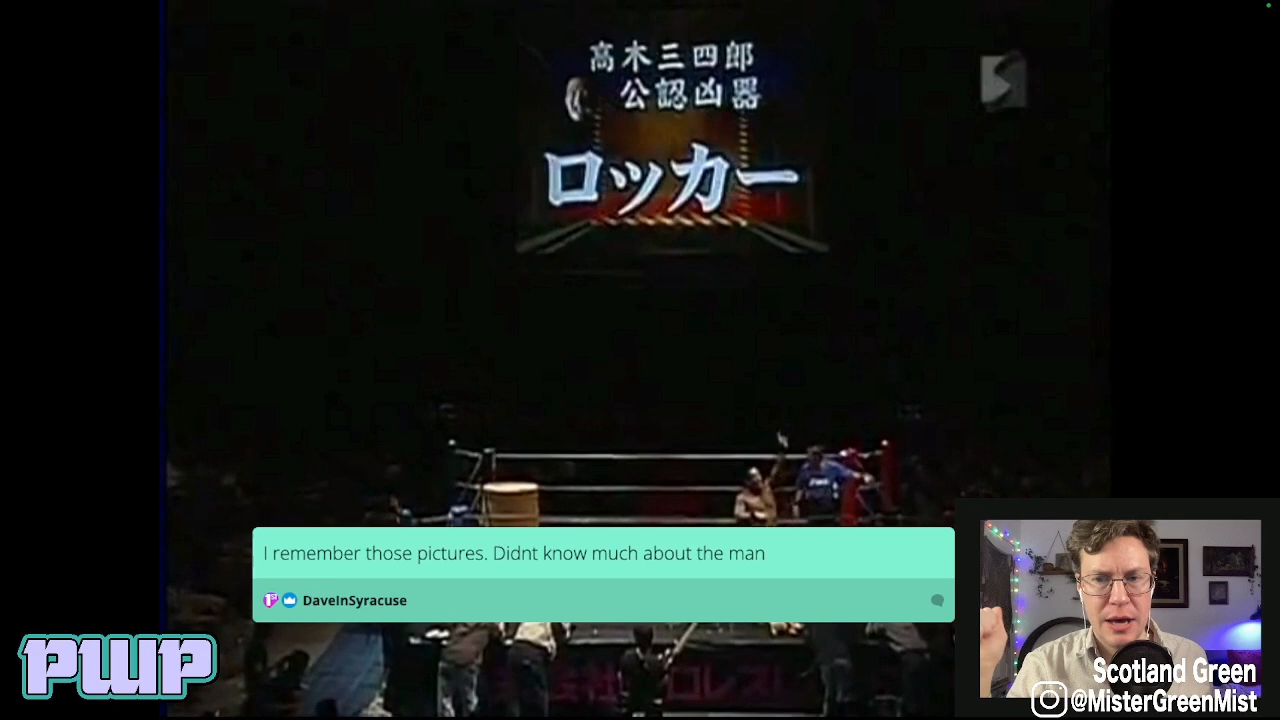 高木三四郎
公認凶器
ロッカー
I remember those pictures. Didnt know much about the man
1ST DaveInSyracuse
PWP
Scotland Green
@MisterGreenMist